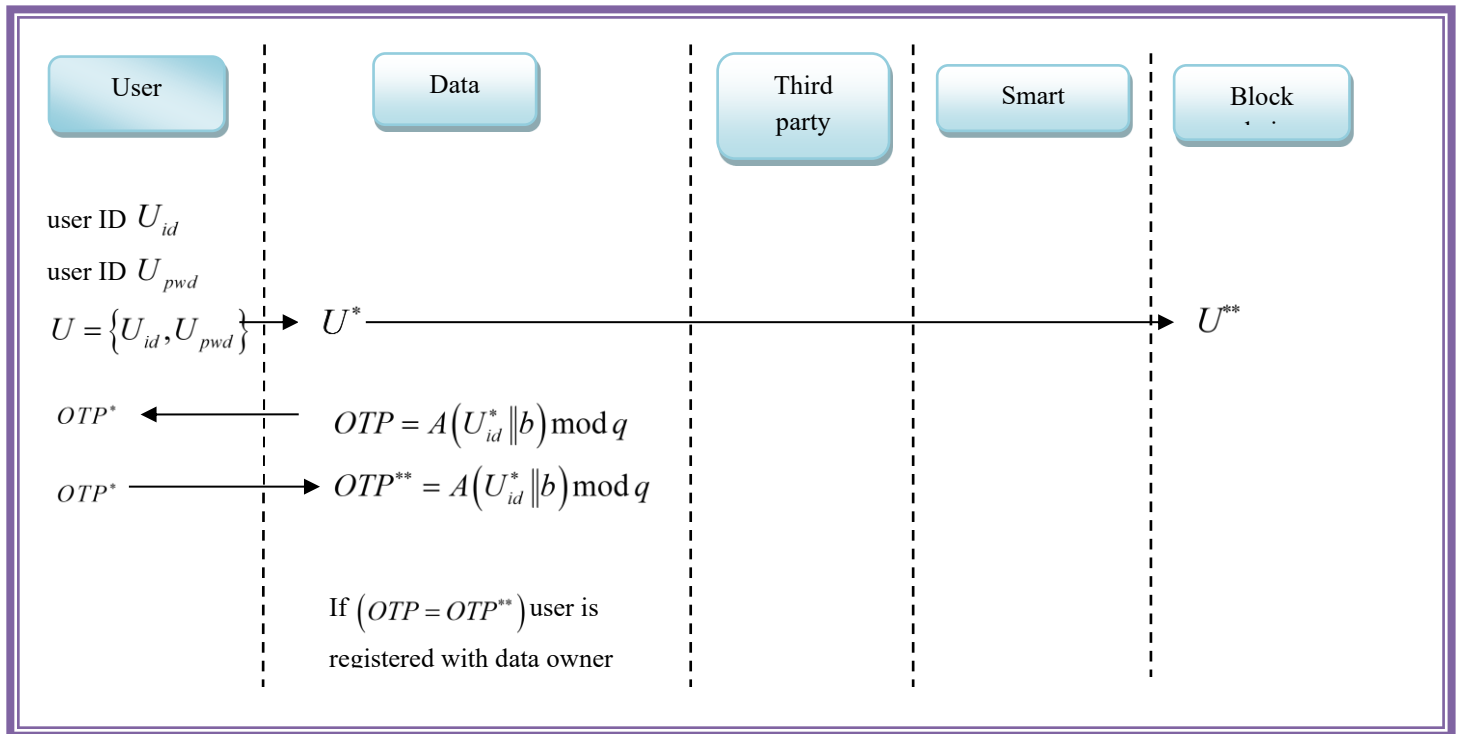 User
Data
Third
party
Smart
Block
user ID U_id
user ID U_pwd
U = {U_id, U_pwd}
U*
U**
OTP*
OTP = A(U*_id ‖ b) mod q
OTP*
OTP** = A(U*_id ‖ b) mod q
If (OTP = OTP**) user is
registered with data owner